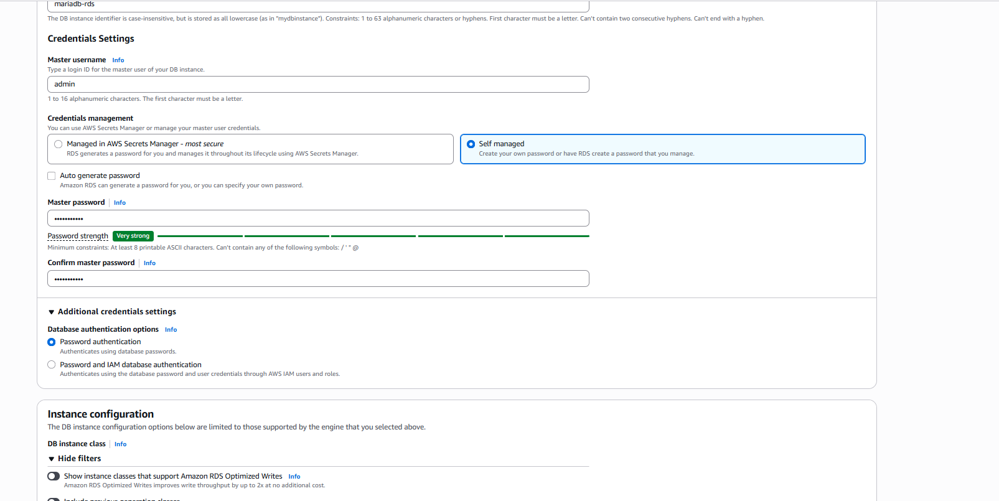 mariadb-rds
The DB instance identifier is case-insensitive, but is stored as all lowercase (as in "mydbinstance"). Constraints: 1 to 63 alphanumeric characters or hyphens. First character must be a letter. Can't contain two consecutive hyphens. Can't end with a hyphen.
Credentials Settings
Master username Info
Type a login ID for the master user of your DB instance.
admin
1 to 16 alphanumeric characters. The first character must be a letter.
Credentials management
You can use AWS Secrets Manager or manage your master user credentials.
Managed in AWS Secrets Manager - most secure
RDS generates a password for you and manages it throughout its lifecycle using AWS Secrets Manager.
Self managed
Create your own password or have RDS create a password that you manage.
Auto generate password
Amazon RDS can generate a password for you, or you can specify your own password.
Master password Info
•••••••••••
Password strength Very strong
Minimum constraints: At least 8 printable ASCII characters. Can't contain any of the following symbols: / ' " @
Confirm master password Info
•••••••••••
Additional credentials settings
Database authentication options Info
Password authentication
Authenticates using database passwords.
Password and IAM database authentication
Authenticates using the database password and user credentials through AWS IAM users and roles.
Instance configuration
The DB instance configuration options below are limited to those supported by the engine that you selected above.
DB instance class Info
Hide filters
Show instance classes that support Amazon RDS Optimized Writes Info
Amazon RDS Optimized Writes improves write throughput by up to 2x at no additional cost.
Include previous generation classes